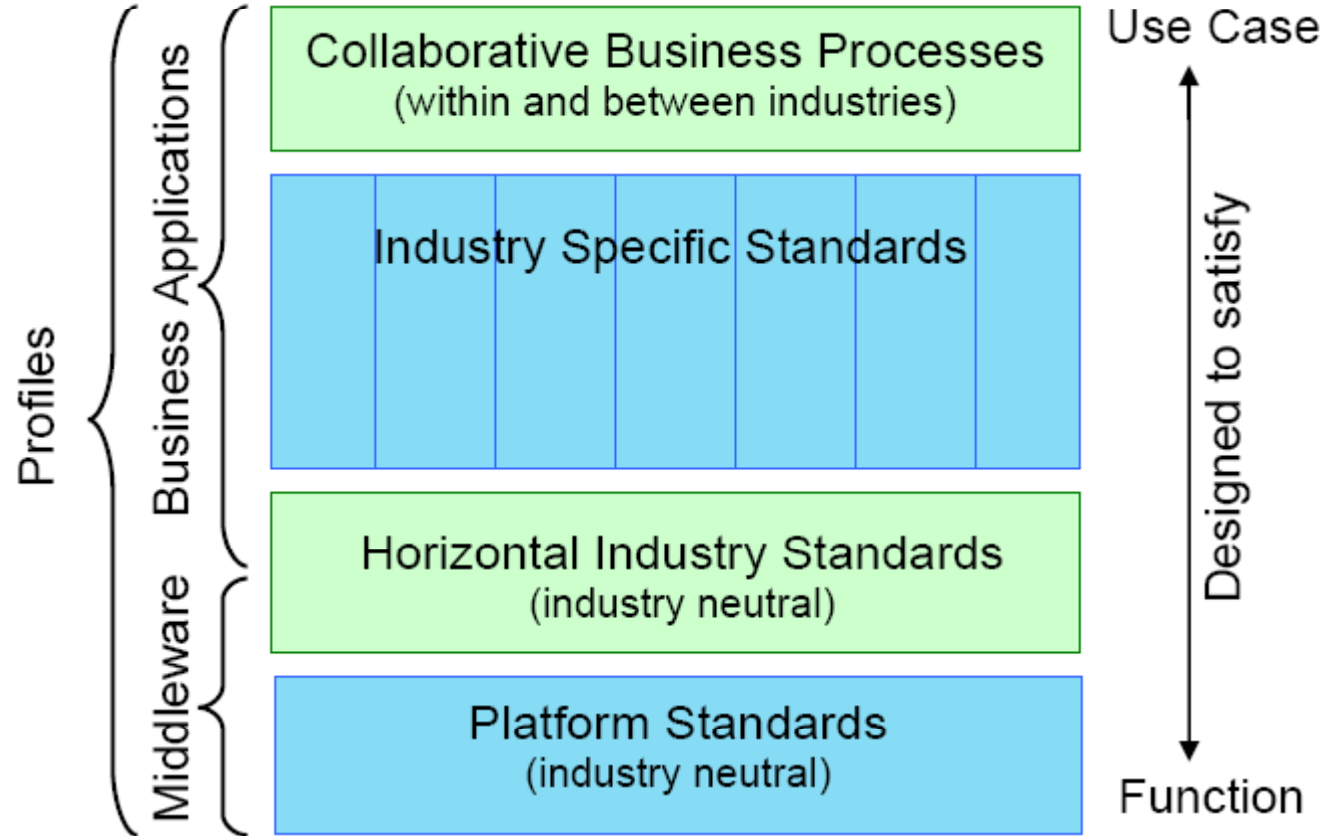 Profiles
Business Applications
Middleware
Collaborative Business Processes
(within and between industries)
Industry Specific Standards
Horizontal Industry Standards
(industry neutral)
Platform Standards
(industry neutral)
Use Case
Designed to satisfy
Function